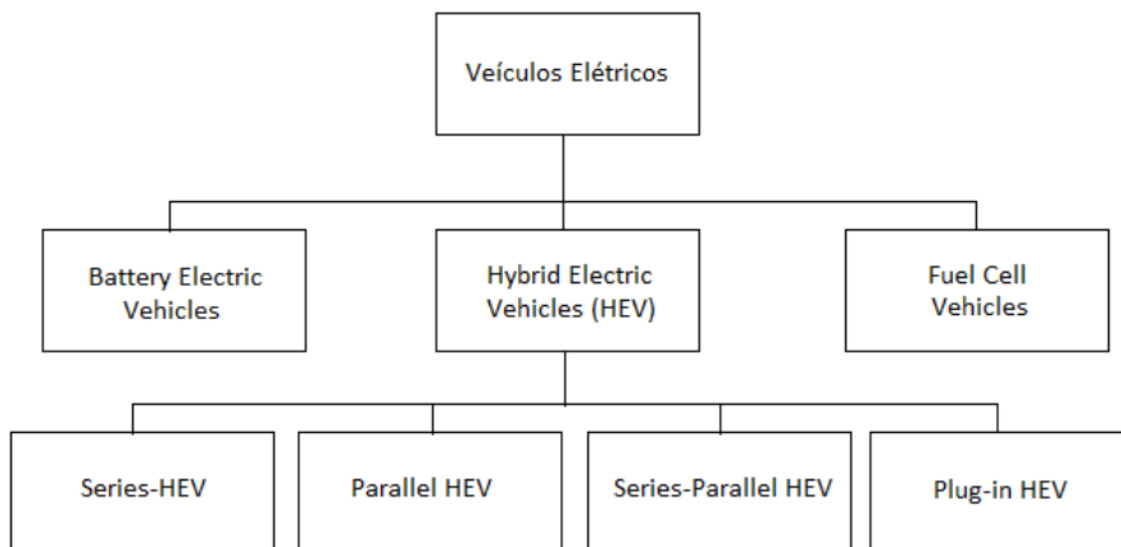 Veículos Elétricos
Battery Electric
Vehicles
Hybrid Electric
Vehicles (HEV)
Fuel Cell
Vehicles
Series-HEV
Parallel HEV
Series-Parallel HEV
Plug-in HEV